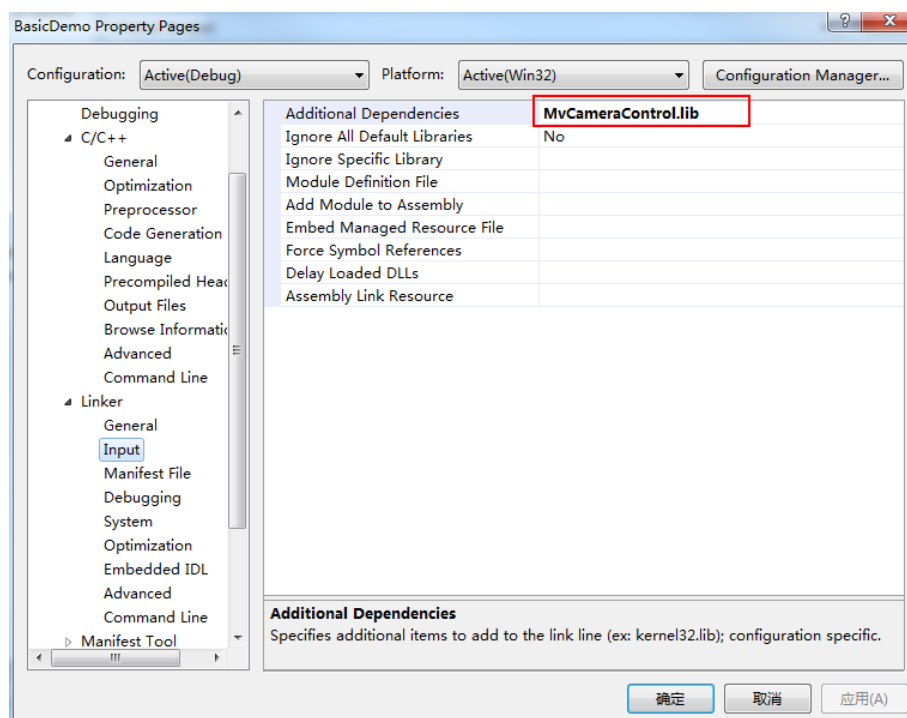 BasicDemo Property Pages
Configuration: Active(Debug) Platform: Active(Win32) Configuration Manager...
Debugging
C/C++
General
Optimization
Preprocessor
Code Generation
Language
Precompiled Head
Output Files
Browse Informatic
Advanced
Command Line
Linker
General
Input
Manifest File
Debugging
System
Optimization
Embedded IDL
Advanced
Command Line
Manifest Tool
Additional Dependencies MvCameraControl.lib
Ignore All Default Libraries No
Ignore Specific Library
Module Definition File
Add Module to Assembly
Embed Managed Resource File
Force Symbol References
Delay Loaded DLLs
Assembly Link Resource
Additional Dependencies
Specifies additional items to add to the link line (ex: kernel32.lib); configuration specific.
确定 取消 应用(A)